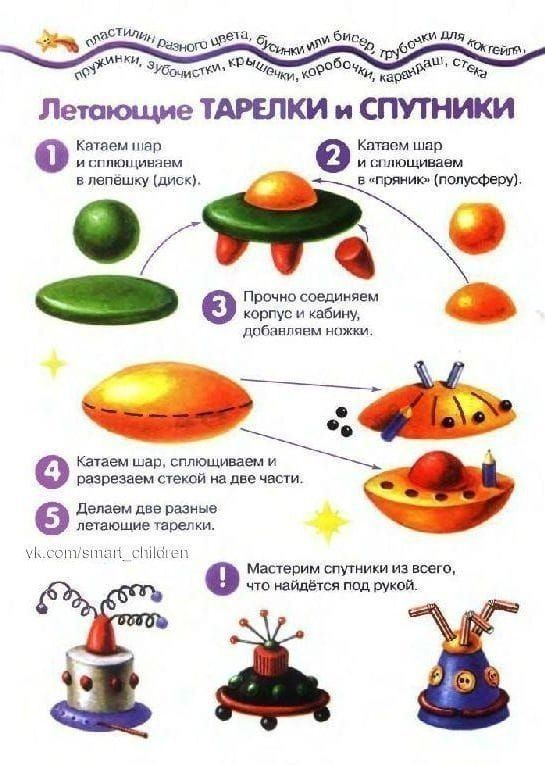 пластилин разного цвета, бусинки или бисер, трубочки для коктейля,
пружинки, зубочистки, крышечки, коробочки, карандаш, стека
Летающие ТАРЕЛКИ и СПУТНИКИ
1 Катаем шар
и сплющиваем
в лепёшку (диск).
2 Катаем шар
и сплющиваем
в «пряник» (полусферу).
3 Прочно соединяем
корпус и кабину,
добавляем ножки.
4 Катаем шар, сплющиваем и
разрезаем стекой на две части.
5 Делаем две разные
летающие тарелки.
vk.com/smart_children
! Мастерим спутники из всего,
что найдётся под рукой.